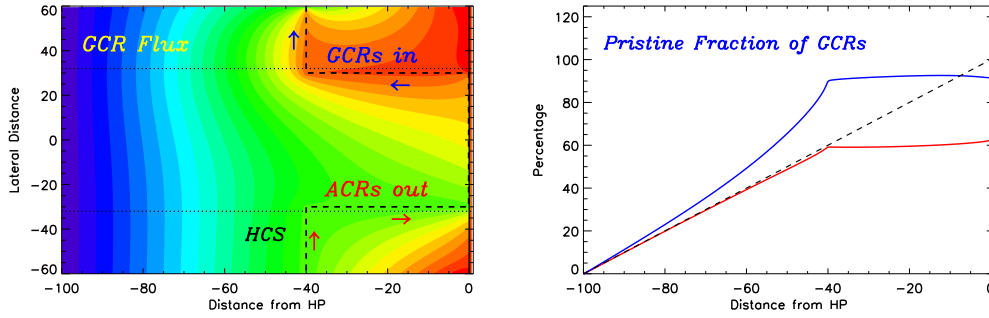 GCR Flux
GCRs in
ACRs out
HCS
60
40
20
0
−20
−40
−60
Lateral Distance
−100
−80
−60
−40
−20
0
Distance from HP
Pristine Fraction of GCRs
120
100
80
60
40
20
0
Percentage
−100
−80
−60
−40
−20
0
Distance from HP